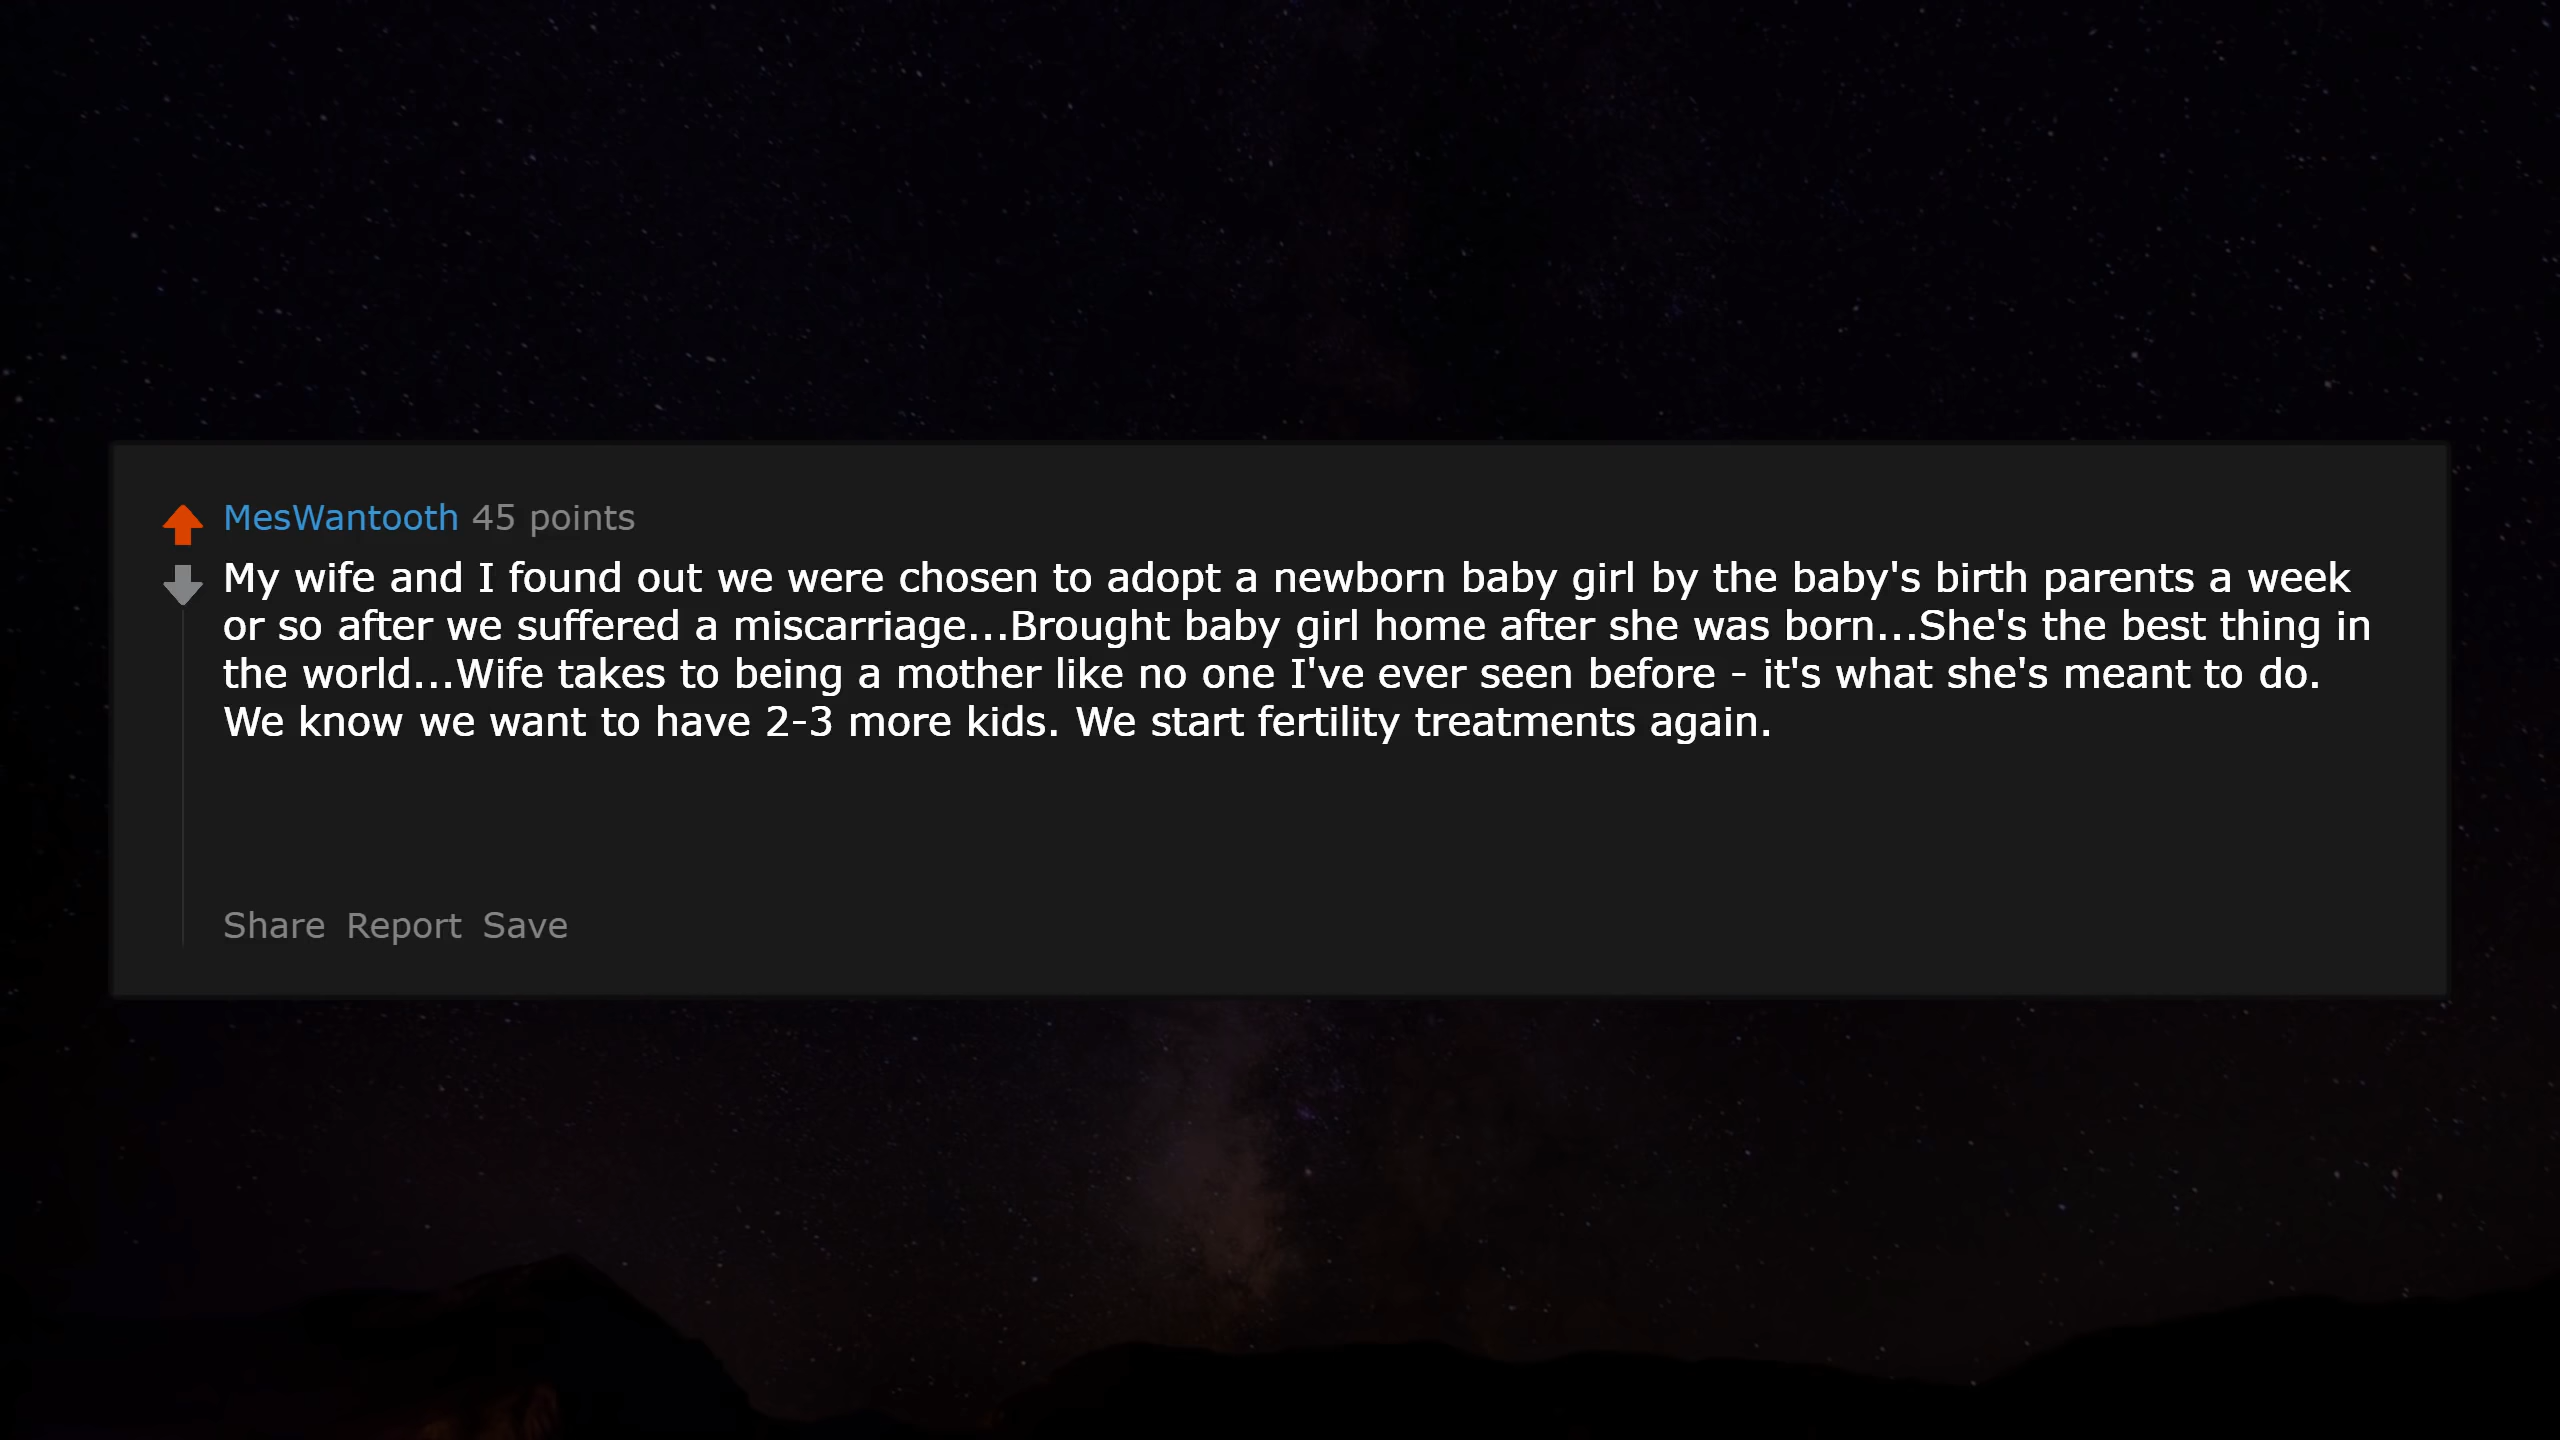 MesWantooth 45 points
My wife and I found out we were chosen to adopt a newborn baby girl by the baby's birth parents a week
or so after we suffered a miscarriage...Brought baby girl home after she was born...She's the best thing in
the world...Wife takes to being a mother like no one I've ever seen before - it's what she's meant to do.
We know we want to have 2-3 more kids. We start fertility treatments again.
Share Report Save